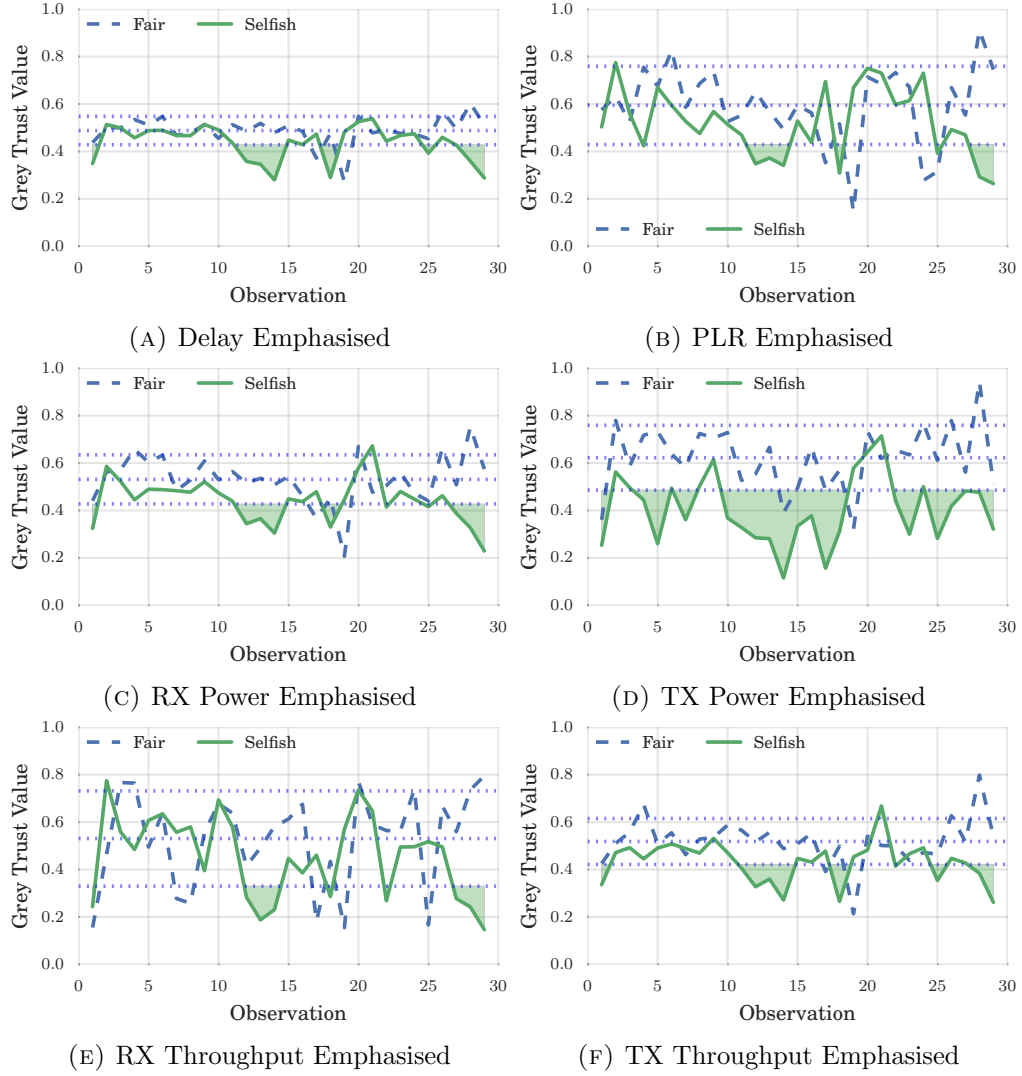 Fair Selfish
Grey Trust Value
1.0
0.8
0.6
0.4
0.2
0.0
0 5 10 15 20 25 30
Observation
(A) Delay Emphasised
Fair Selfish
Grey Trust Value
1.0
0.8
0.6
0.4
0.2
0.0
0 5 10 15 20 25 30
Observation
(B) PLR Emphasised
Fair Selfish
Grey Trust Value
1.0
0.8
0.6
0.4
0.2
0.0
0 5 10 15 20 25 30
Observation
(C) RX Power Emphasised
Fair Selfish
Grey Trust Value
1.0
0.8
0.6
0.4
0.2
0.0
0 5 10 15 20 25 30
Observation
(D) TX Power Emphasised
Fair Selfish
Grey Trust Value
1.0
0.8
0.6
0.4
0.2
0.0
0 5 10 15 20 25 30
Observation
(E) RX Throughput Emphasised
Fair Selfish
Grey Trust Value
1.0
0.8
0.6
0.4
0.2
0.0
0 5 10 15 20 25 30
Observation
(F) TX Throughput Emphasised